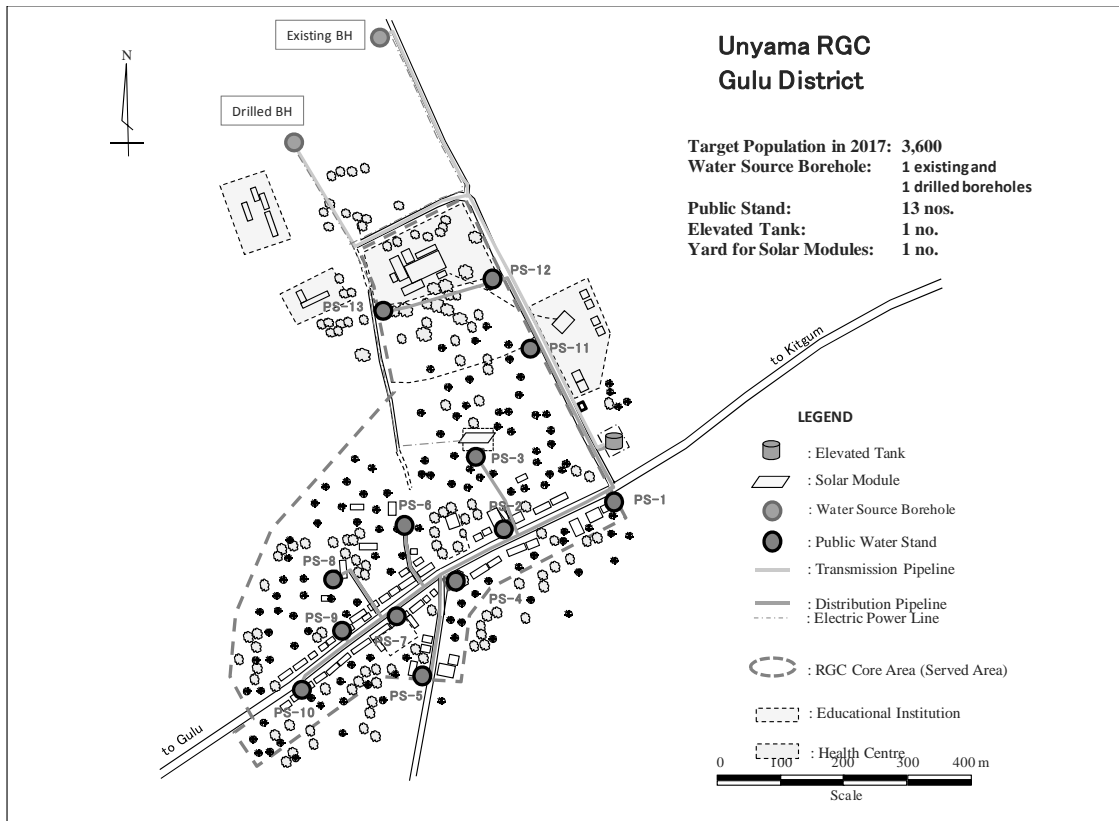 Existing BH
N
Drilled BH
Unyama RGC
Gulu District
Target Population in 2017: 3,600
Water Source Borehole: 1 existing and
1 drilled boreholes
Public Stand: 13 nos.
Elevated Tank: 1 no.
Yard for Solar Modules: 1 no.
PS-12
PS-13
PS-11
to Kitgum
PS-3
PS-1
PS-6
PS-2
PS-8
PS-4
PS-9
PS-7
PS-5
PS-10
to Gulu
LEGEND
: Elevated Tank
: Solar Module
: Water Source Borehole
: Public Water Stand
: Transmission Pipeline
: Distribution Pipeline
: Electric Power Line
: RGC Core Area (Served Area)
: Educational Institution
: Health Centre
0 100 200 300 400 m
Scale